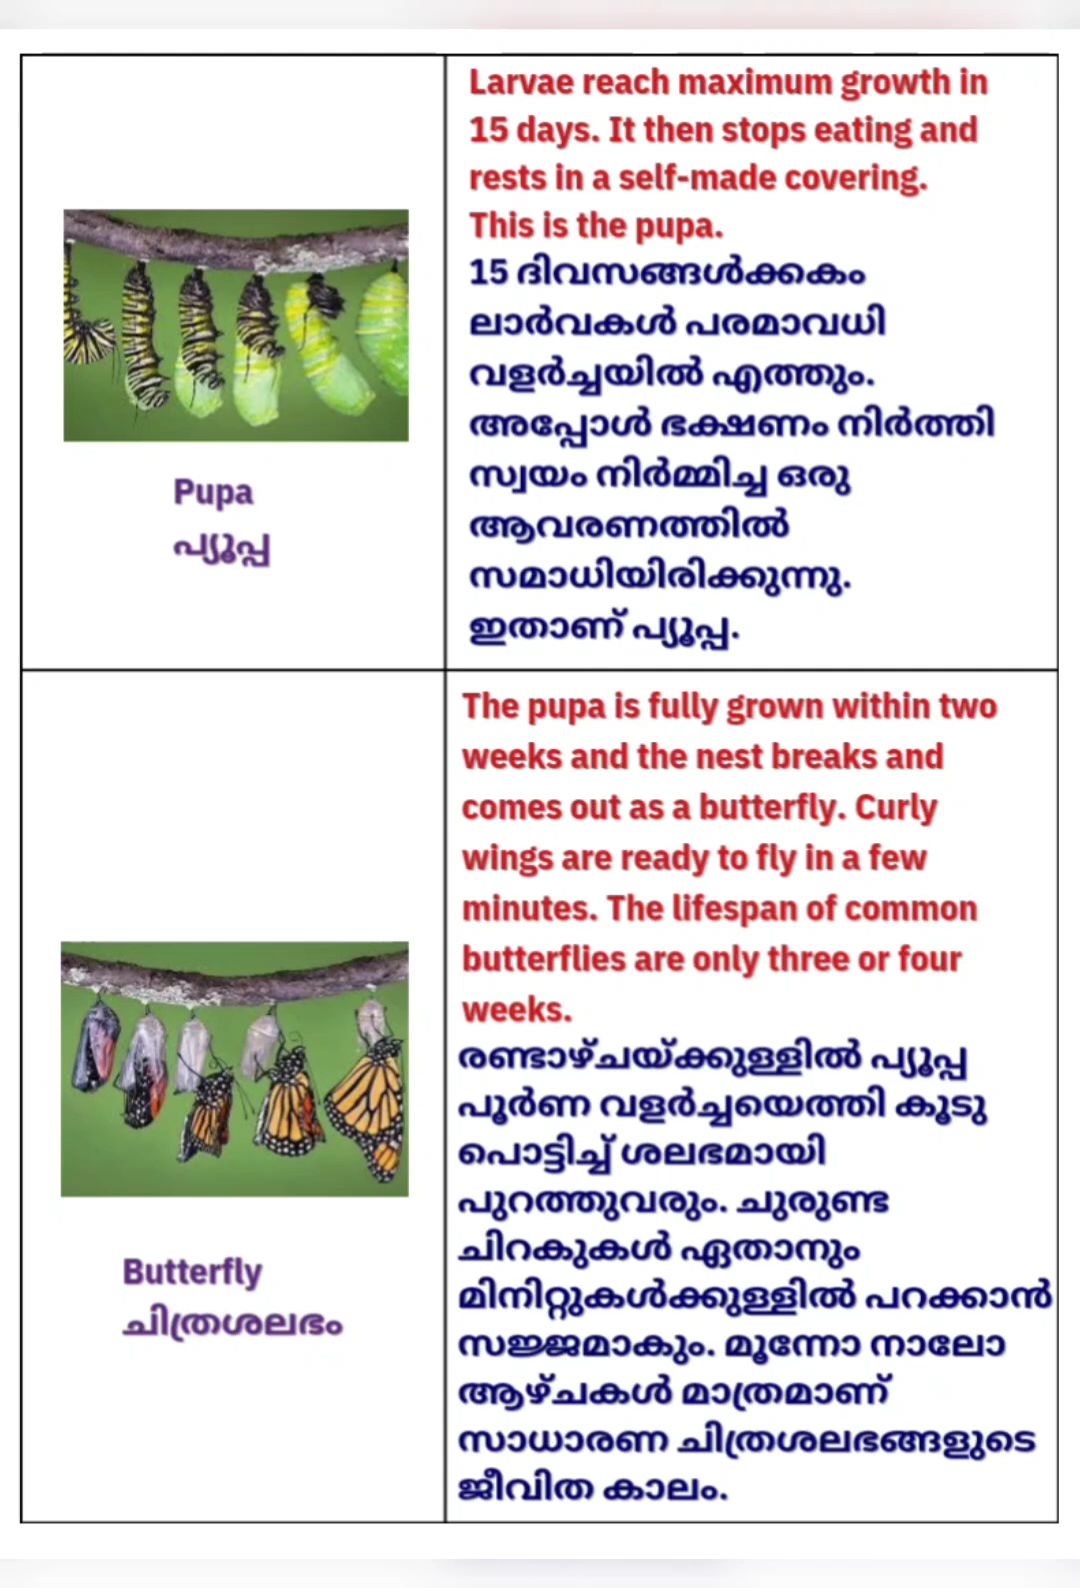 Larvae reach maximum growth in
15 days. It then stops eating and
rests in a self-made covering.
This is the pupa.
15 ദിവസങ്ങൾക്കകം
ലാർവകൾ പരമാവധി
വളർച്ചയിൽ എത്തും.
അപ്പോൾ ഭക്ഷണം നിർത്തി
സ്വയം നിർമ്മിച്ച ഒരു
ആവരണത്തിൽ
സമാധിയിരിക്കുന്നു.
ഇതാണ് പ്യൂപ്പ.
Pupa
പ്യൂപ്പ
The pupa is fully grown within two
weeks and the nest breaks and
comes out as a butterfly. Curly
wings are ready to fly in a few
minutes. The lifespan of common
butterflies are only three or four
weeks.
രണ്ടാഴ്ചയ്ക്കുള്ളിൽ പ്യൂപ്പ
പൂർണ വളർച്ചയെത്തി കൂടു
പൊട്ടിച്ച് ശലഭമായി
പുറത്തുവരും. ചുരുണ്ട
ചിറകുകൾ ഏതാനും
മിനിറ്റുകൾക്കുള്ളിൽ പറക്കാൻ
സജ്ജമാകും. മൂന്നോ നാലോ
ആഴ്ചകൾ മാത്രമാണ്
സാധാരണ ചിത്രശലഭങ്ങളുടെ
ജീവിത കാലം.
Butterfly
ചിത്രശലഭം